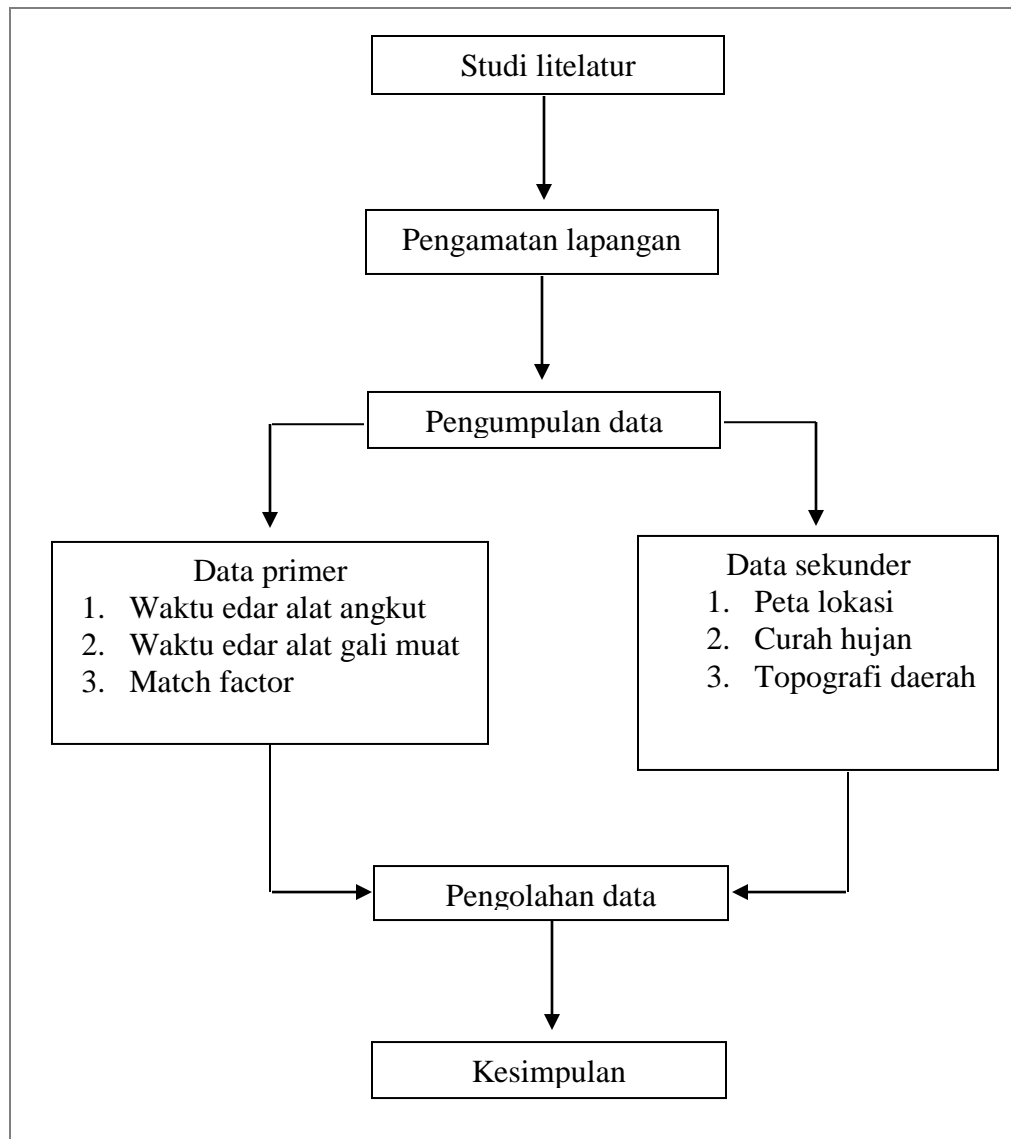 Studi litelatur
Pengamatan lapangan
Pengumpulan data
Data primer
1. Waktu edar alat angkut
2. Waktu edar alat gali muat
3. Match factor
Data sekunder
1. Peta lokasi
2. Curah hujan
3. Topografi daerah
Pengolahan data
Kesimpulan